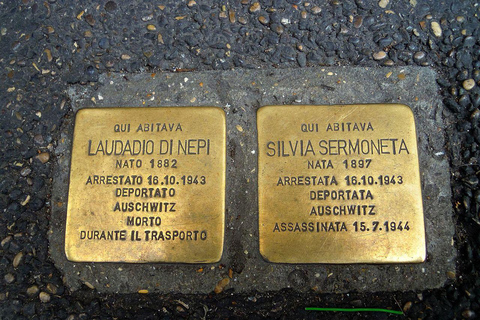 QUI ABITAVA
LAUDADIO DI NEPI
NATO 1882
ARRESTATO 16.10.1943
DEPORTATO
AUSCHWITZ
MORTO
DURANTE IL TRASPORTO
QUI ABITAVA
SILVIA SERMONETA
NATA 1897
ARRESTATA 16.10.1943
DEPORTATA
AUSCHWITZ
ASSASSINATA 15.7.1944